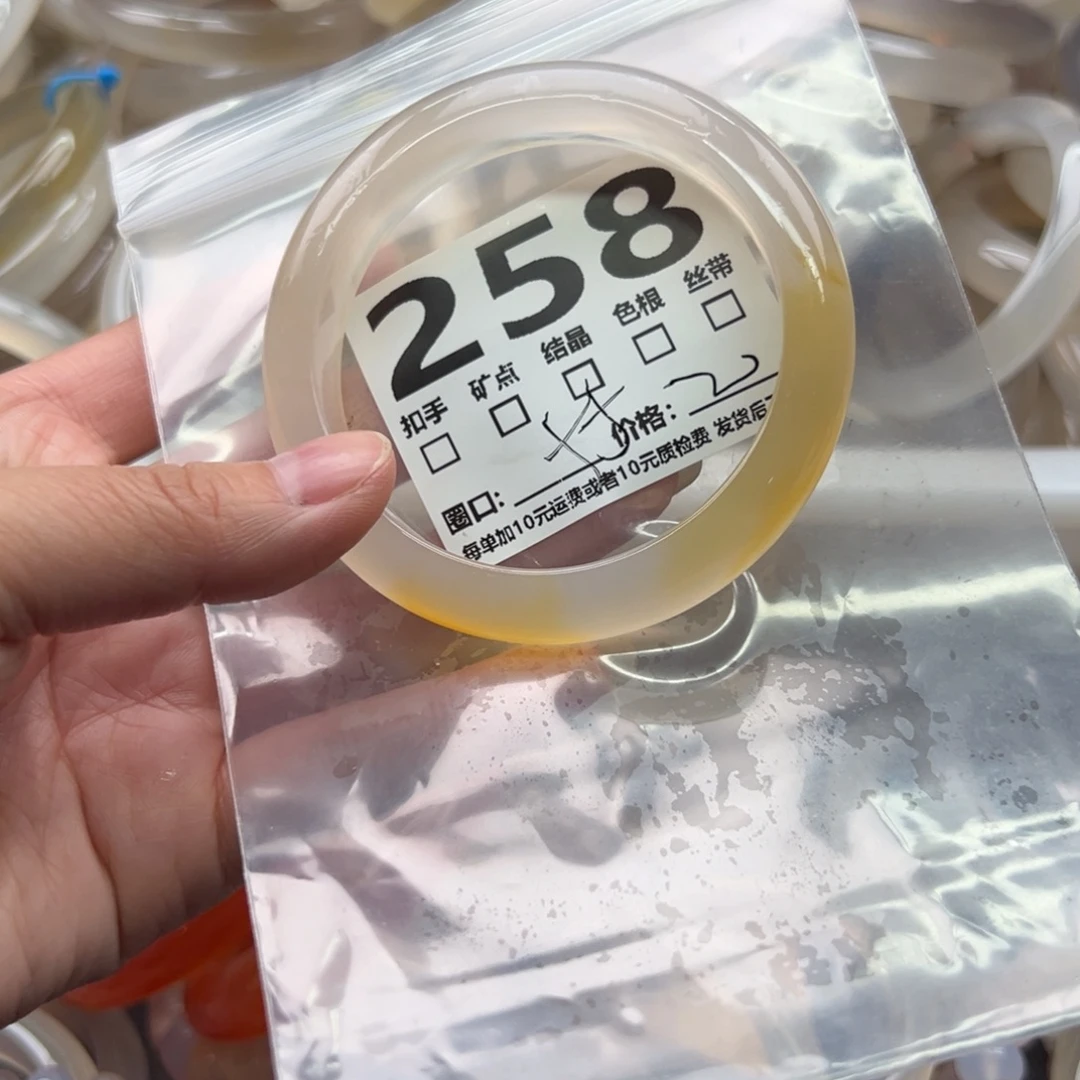 258
扣手 矿点 结晶 色根 丝带
圈口: 价格: 2
每单加10元运费或者10元质检费 发货后